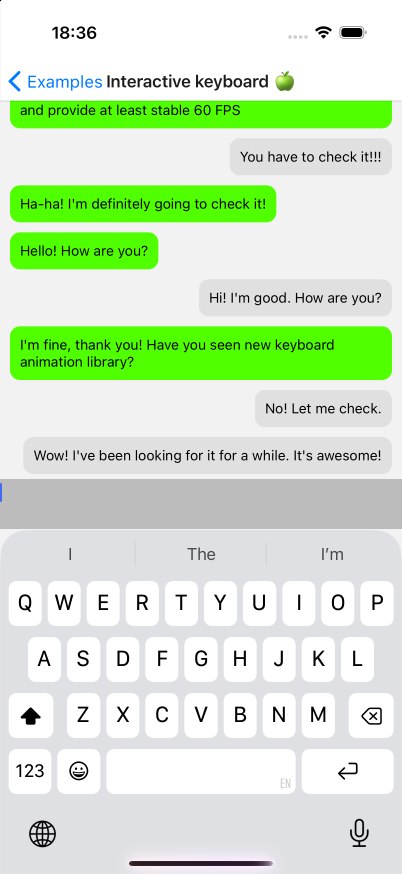 18:36
Examples Interactive keyboard 🍏
and provide at least stable 60 FPS
You have to check it!!!
Ha-ha! I'm definitely going to check it!
Hello! How are you?
Hi! I'm good. How are you?
I'm fine, thank you! Have you seen new keyboard
animation library?
No! Let me check.
Wow! I've been looking for it for a while. It's awesome!
I The I’m
Q W E R T Y U I O P
A S D F G H J K L
Z X C V B N M
123 EN